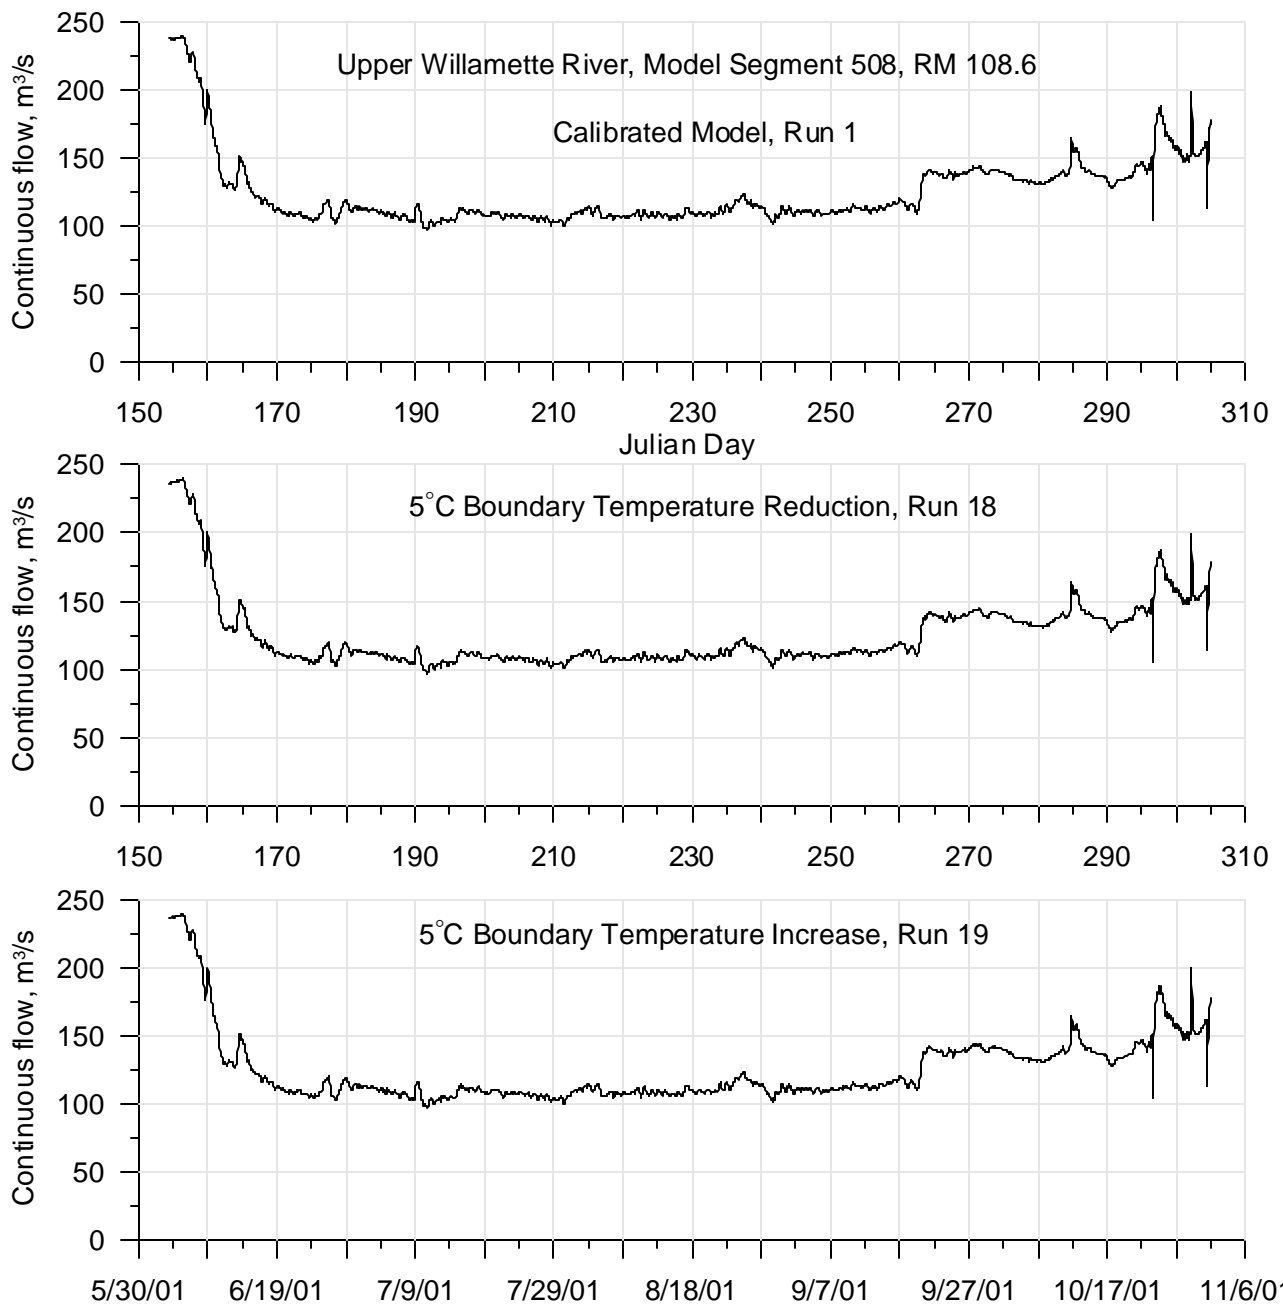 250
200
150
100
50
0
Continuous flow, m³/s
Upper Willamette River, Model Segment 508, RM 108.6
Calibrated Model, Run 1
150 170 190 210 230 250 270 290 310
Julian Day
250
200
150
100
50
0
Continuous flow, m³/s
5°C Boundary Temperature Reduction, Run 18
150 170 190 210 230 250 270 290 310
250
200
150
100
50
0
Continuous flow, m³/s
5°C Boundary Temperature Increase, Run 19
5/30/01 6/19/01 7/9/01 7/29/01 8/18/01 9/7/01 9/27/01 10/17/01 11/6/01